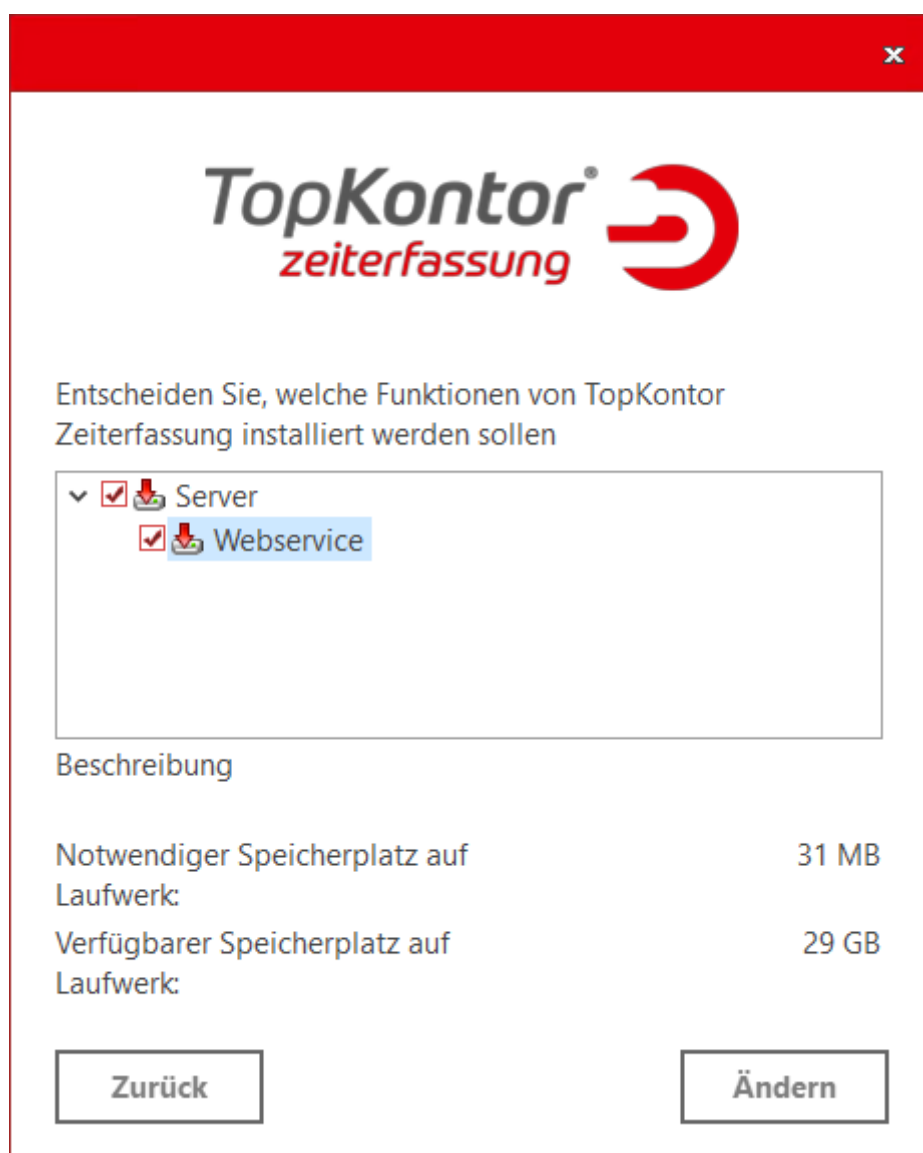 TopKontor®
zeiterfassung
Entscheiden Sie, welche Funktionen von TopKontor
Zeiterfassung installiert werden sollen
Server
Webservice
Beschreibung
Notwendiger Speicherplatz auf 31 MB
Laufwerk:
Verfügbarer Speicherplatz auf 29 GB
Laufwerk:
Zurück Ändern